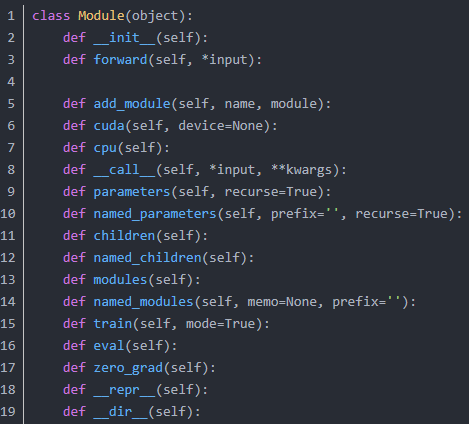 1 class Module(object):
2     def __init__(self):
3     def forward(self, *input):
4
5     def add_module(self, name, module):
6     def cuda(self, device=None):
7     def cpu(self):
8     def __call__(self, *input, **kwargs):
9     def parameters(self, recurse=True):
10     def named_parameters(self, prefix='', recurse=True):
11     def children(self):
12     def named_children(self):
13     def modules(self):
14     def named_modules(self, memo=None, prefix=''):
15     def train(self, mode=True):
16     def eval(self):
17     def zero_grad(self):
18     def __repr__(self):
19     def __dir__(self):